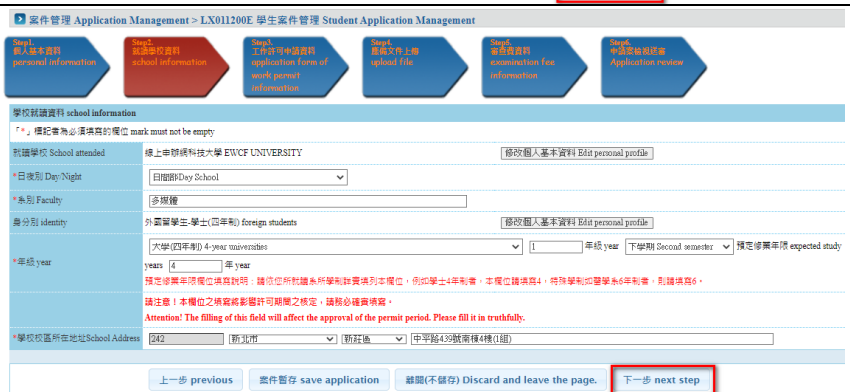 案件管理 Application Management > LX011200E 學生案件管理 Student Application Management
Step1.
個人基本資料
personal information
Step2.
就讀學校資料
school information
Step3.
工作許可申請資料
application form of
work permit
information
Step4.
應備文件上傳
upload file
Step5.
審查費資料
examination fee
information
Step6.
申請案檢視送審
Application review
學校就讀資料 school information
「*」標記者為必須填寫的欄位 mark must not be empty
就讀學校 School attended 線上申辦網科技大學 EWCF UNIVERSITY 修改個人基本資料 Edit personal profile
*日夜別 Day/Night 日間部Day School
*系別 Faculty 多媒體
身分別 identity 外國留學生-學士(四年制) foreign students 修改個人基本資料 Edit personal profile
*年級 year 大學(四年制) 4-year universities 1 年級 year 下學期 Second semester 預定修業年限 expected study
years 4 年 year
預定修業年限欄位填寫說明：請依您所就讀系所學制詳實填列本欄位，例如學士4年制者，本欄位請填寫4，特殊學制如醫學系6年制者，則請填寫6。
請注意！本欄位之填寫將影響許可期間之核定，請務必確實填寫。
Attention! The filling of this field will affect the approval of the permit period. Please fill it in truthfully.
*學校校區所在地址School Address 242 新北市 新莊區 中平路439號南棟4樓(1組)
上一步 previous 案件暫存 save application 離開(不儲存) Discard and leave the page. 下一步 next step